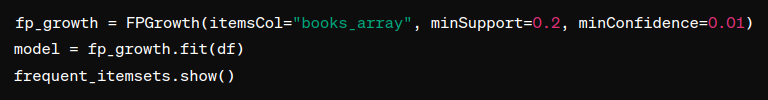 fp_growth = FPGrowth(itemsCol="books_array", minSupport=0.2, minConfidence=0.01)
model = fp_growth.fit(df)
frequent_itemsets.show()